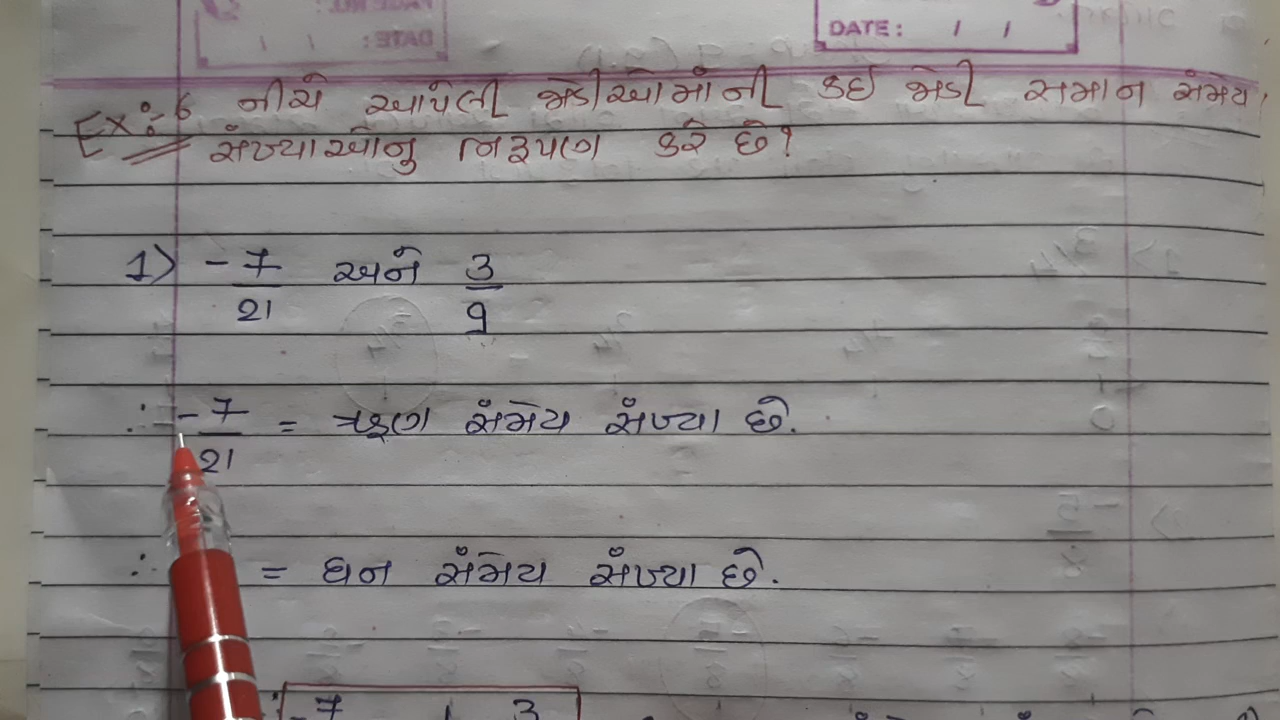 DATE: / /
Ex:- 6 નીચે આપેલી જોડીઓમાંની કઇ જોડી સમાન સંમેય
સંખ્યાઓનુ નિરૂપણ કરે છે?
1> -7/21 અને 3/9
∴ -7/21 = ઋણ સંમેય સંખ્યા છે.
∴ = ધન સંમેય સંખ્યા છે.
-7 3